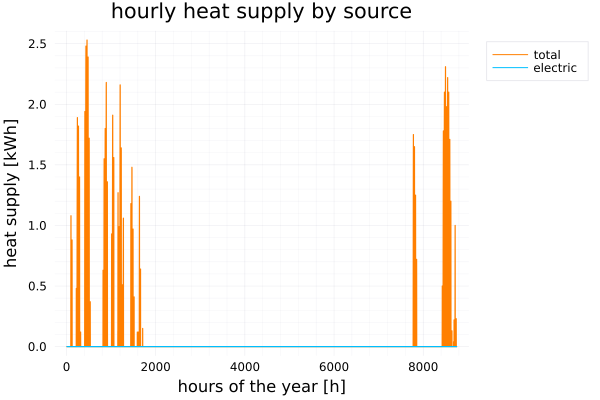 hourly heat supply by source
heat supply [kWh]
2.5
2.0
1.5
1.0
0.5
0.0
0 2000 4000 6000 8000
hours of the year [h]
total
electric